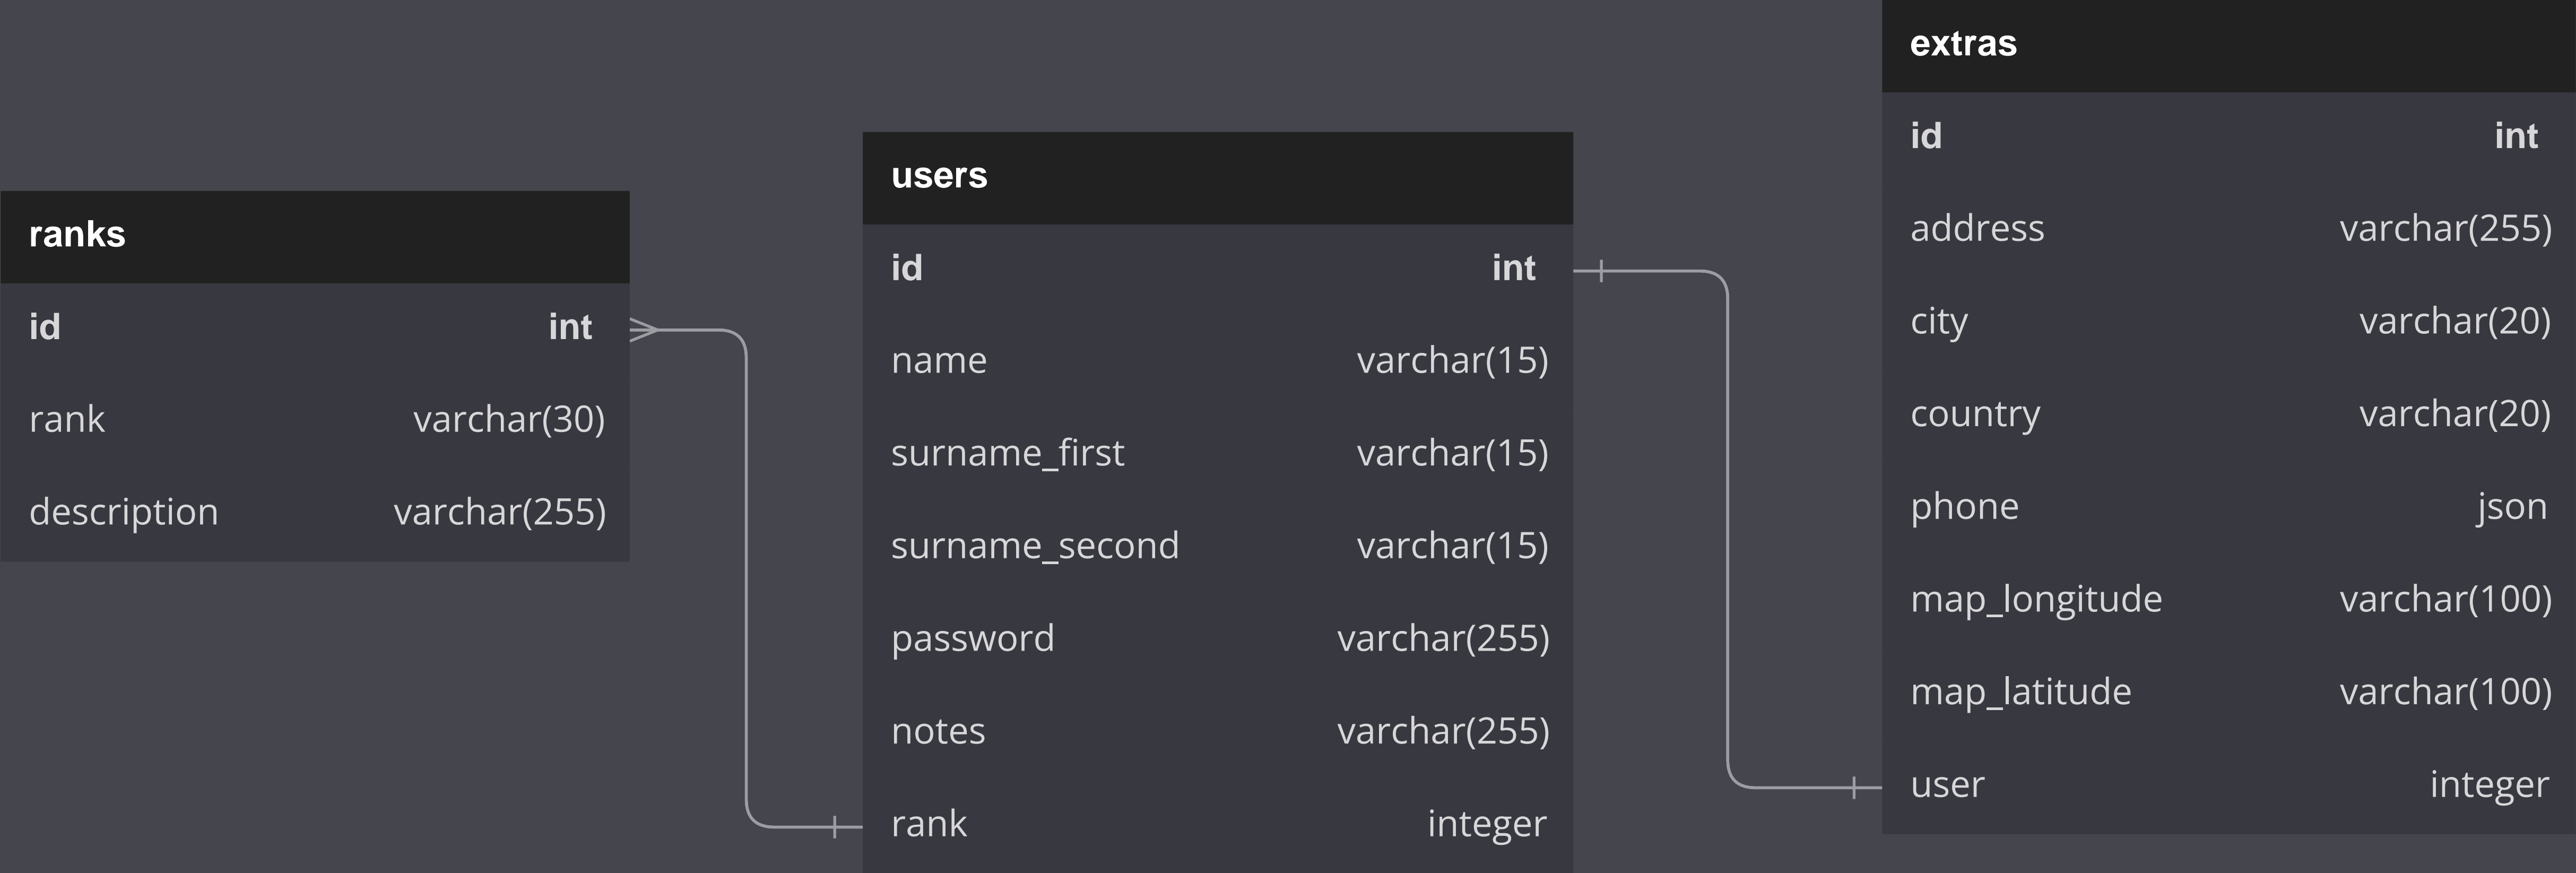 ranks
id int
rank varchar(30)
description varchar(255)
users
id int
name varchar(15)
surname_first varchar(15)
surname_second varchar(15)
password varchar(255)
notes varchar(255)
rank integer
extras
id int
address varchar(255)
city varchar(20)
country varchar(20)
phone json
map_longitude varchar(100)
map_latitude varchar(100)
user integer